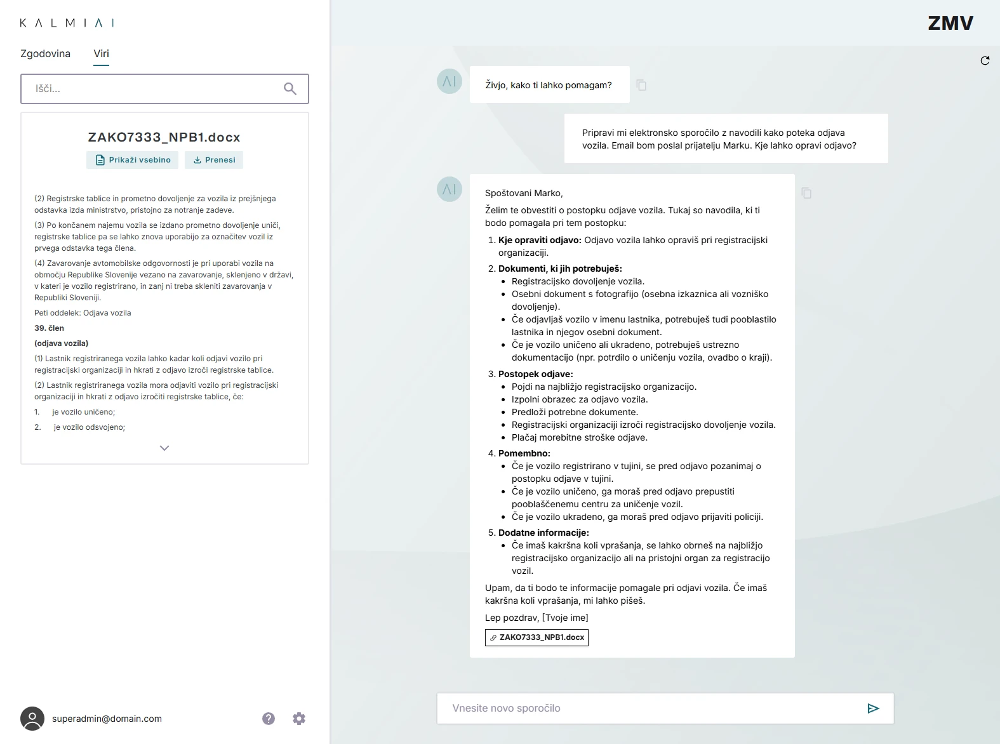 KALMIAI
Zgodovina
Viri
Išči...
ZAKO7333_NPB1.docx
Prikaži vsebino
Prenesi
(2) Registrske tablice in prometno dovoljenje za vozila iz prejšnjega
odstavka izda ministrstvo, pristojno za notranje zadeve.
(3) Po končanem najemu vozila se izdano prometno dovoljenje uniči,
registrske tablice pa se lahko znova uporabijo za označitev vozil iz
prvega odstavka tega člena.
(4) Zavarovanje avtomobilske odgovornosti je pri uporabi vozila na
območju Republike Slovenije vezano na zavarovanje, sklenjeno v državi,
v kateri je vozilo registrirano, in zanj ni treba skleniti zavarovanja v
Republiki Sloveniji.
Peti oddelek: Odjava vozila
39. člen
(odjava vozila)
(1) Lastnik registriranega vozila lahko kadar koli odjavi vozilo pri
registracijski organizaciji in hkrati z odjavo izroči registrske tablice.
(2) Lastnik registriranega vozila mora odjaviti vozilo pri registracijski
organizaciji in hkrati z odjavo izročiti registrske tablice, če:
1. je vozilo uničeno;
2. je vozilo odsvojeno;
superadmin@domain.com
ZMV
AI
Živjo, kako ti lahko pomagam?
Pripravi mi elektronsko sporočilo z navodili kako poteka odjava
vozila. Email bom poslal prijatelju Marku. Kje lahko opravi odjavo?
AI
Spoštovani Marko,
Želim te obvestiti o postopku odjave vozila. Tukaj so navodila, ki ti
bodo pomagala pri tem postopku:
1. Kje opraviti odjavo: Odjavo vozila lahko opraviš pri registracijski
organizaciji.
2. Dokumenti, ki jih potrebuješ:
• Registracijsko dovoljenje vozila.
• Osebni dokument s fotografijo (osebna izkaznica ali vozniško
dovoljenje).
• Če odjavljaš vozilo v imenu lastnika, potrebuješ tudi pooblastilo
lastnika in njegov osebni dokument.
• Če je vozilo uničeno ali ukradeno, potrebuješ ustrezno
dokumentacijo (npr. potrdilo o uničenju vozila, ovadbo o kraji).
3. Postopek odjave:
• Pojdi na najbližjo registracijsko organizacijo.
• Izpolni obrazec za odjavo vozila.
• Predloži potrebne dokumente.
• Registracijski organizaciji izroči registracijsko dovoljenje vozila.
• Plačaj morebitne stroške odjave.
4. Pomembno:
• Če je vozilo registrirano v tujini, se pred odjavo pozanimaj o
postopku odjave v tujini.
• Če je vozilo uničeno, ga moraš pred odjavo prepustiti
pooblaščenemu centru za uničenje vozil.
• Če je vozilo ukradeno, ga moraš pred odjavo prijaviti policiji.
5. Dodatne informacije:
• Če imaš kakršna koli vprašanja, se lahko obrneš na najbližjo
registracijsko organizacijo ali na pristojni organ za registracijo
vozil.
Upam, da ti bodo te informacije pomagale pri odjavi vozila. Če imaš
kakršna koli vprašanja, mi lahko pišeš.
Lep pozdrav, [Tvoje ime]
ZAKO7333_NPB1.docx
Vnesite novo sporočilo